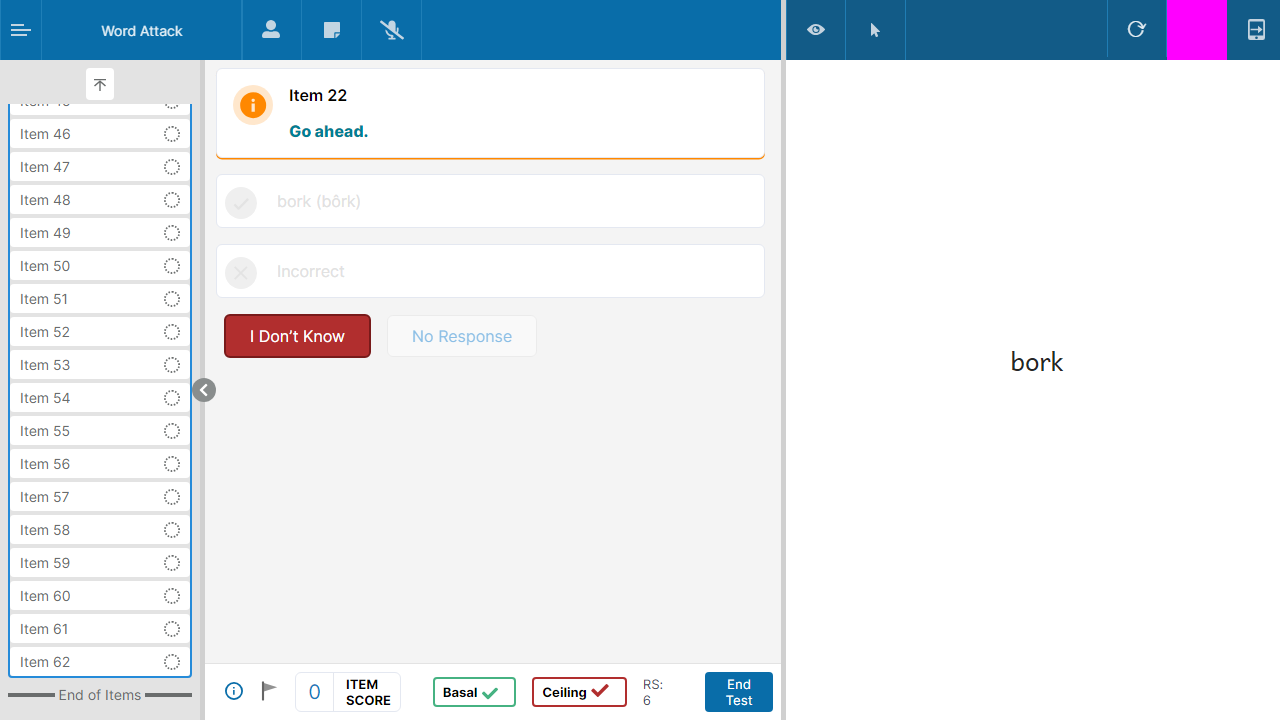 Word Attack
Item 46
Item 47
Item 48
Item 49
Item 50
Item 51
Item 52
Item 53
Item 54
Item 55
Item 56
Item 57
Item 58
Item 59
Item 60
Item 61
Item 62
End of Items
Item 22
Go ahead.
bork (bôrk)
Incorrect
I Don’t Know
No Response
0
ITEM
SCORE
Basal
Ceiling
RS:
6
End
Test
bork